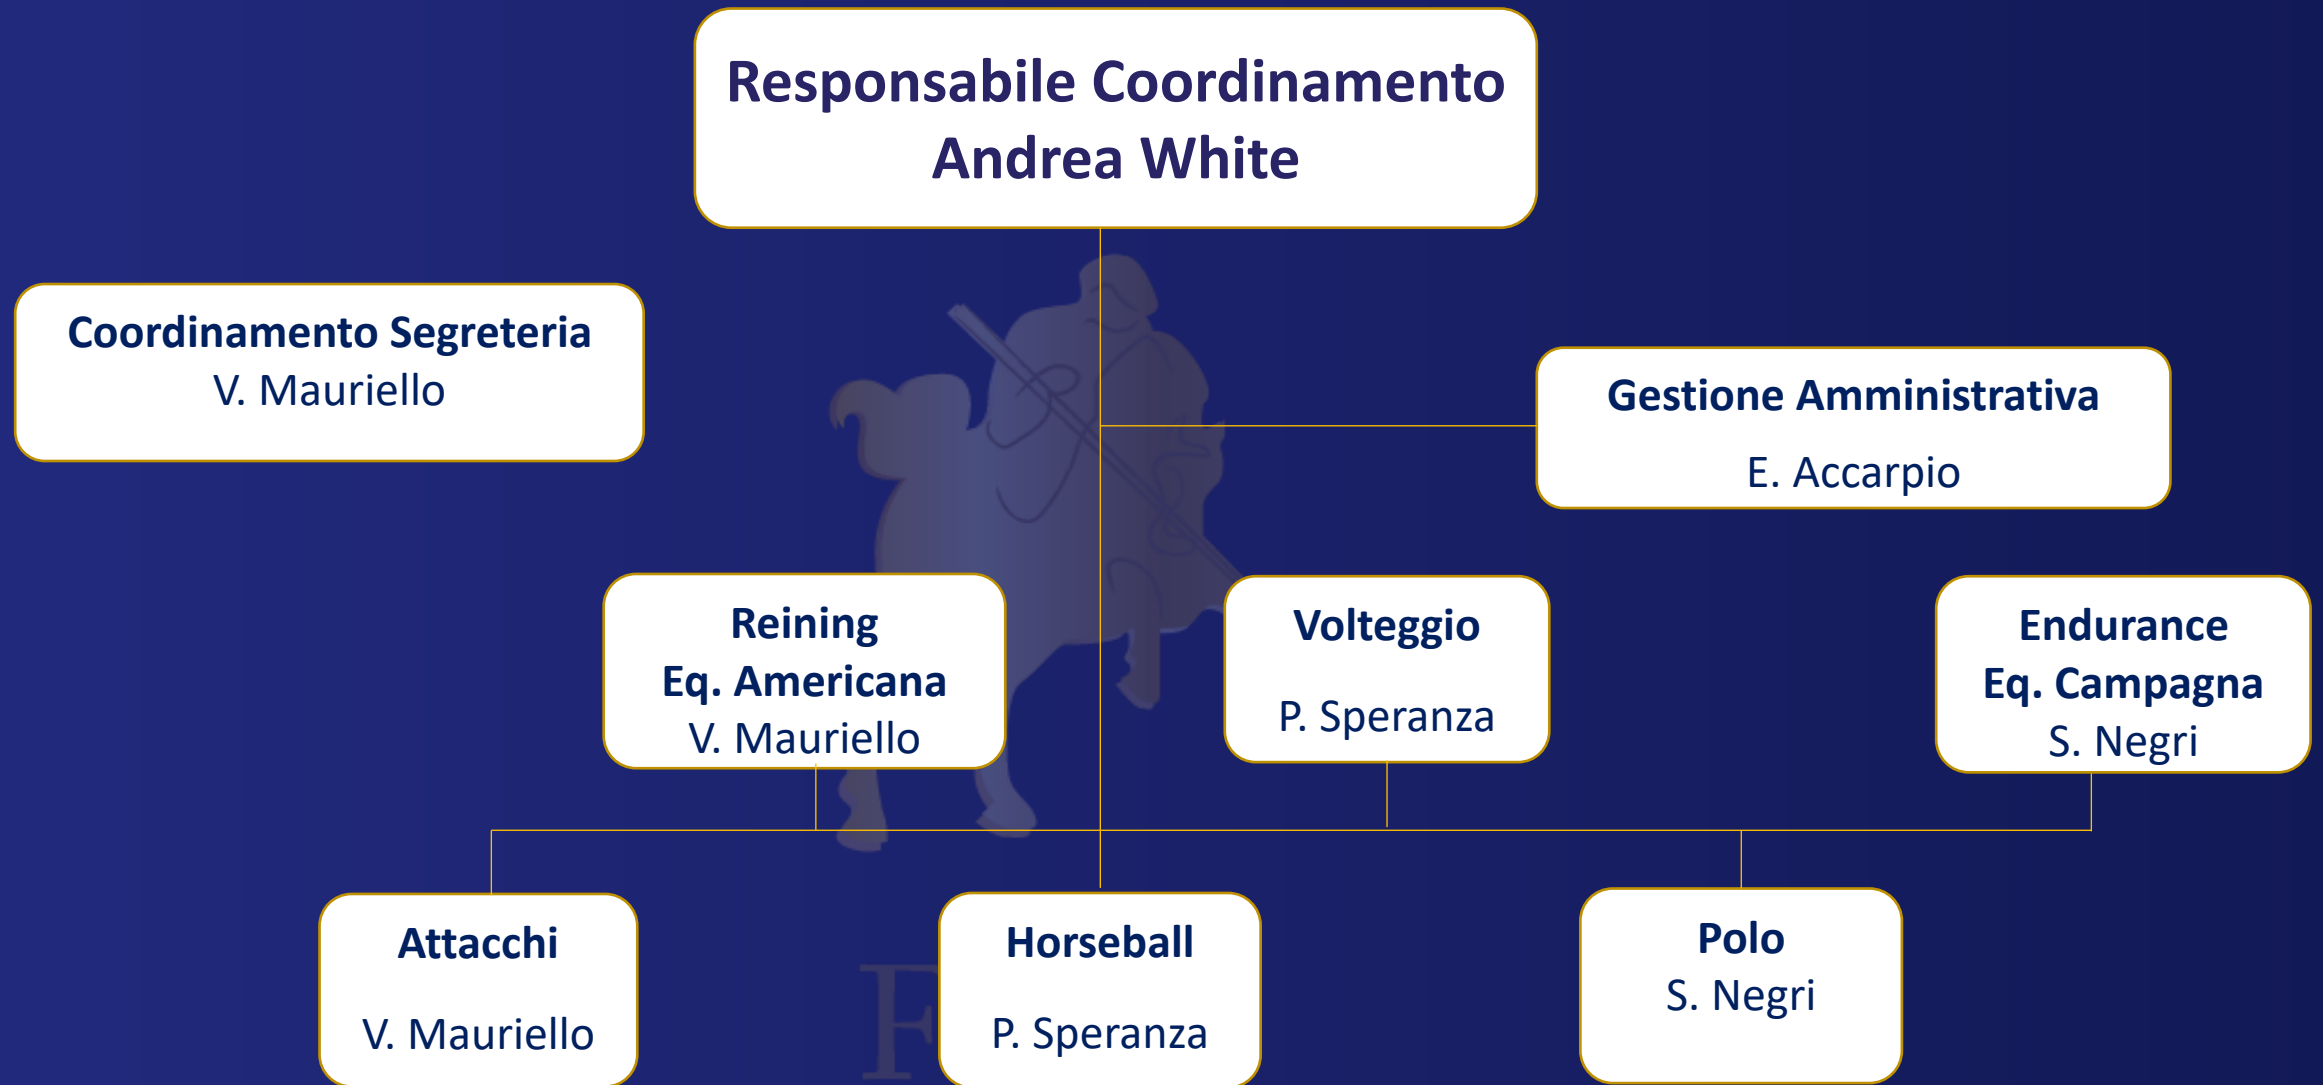 Responsabile Coordinamento
Andrea White
Coordinamento Segreteria
V. Mauriello
Gestione Amministrativa
E. Accarpio
Reining
Eq. Americana
V. Mauriello
Volteggio
P. Speranza
Endurance
Eq. Campagna
S. Negri
Attacchi
V. Mauriello
Horseball
P. Speranza
Polo
S. Negri